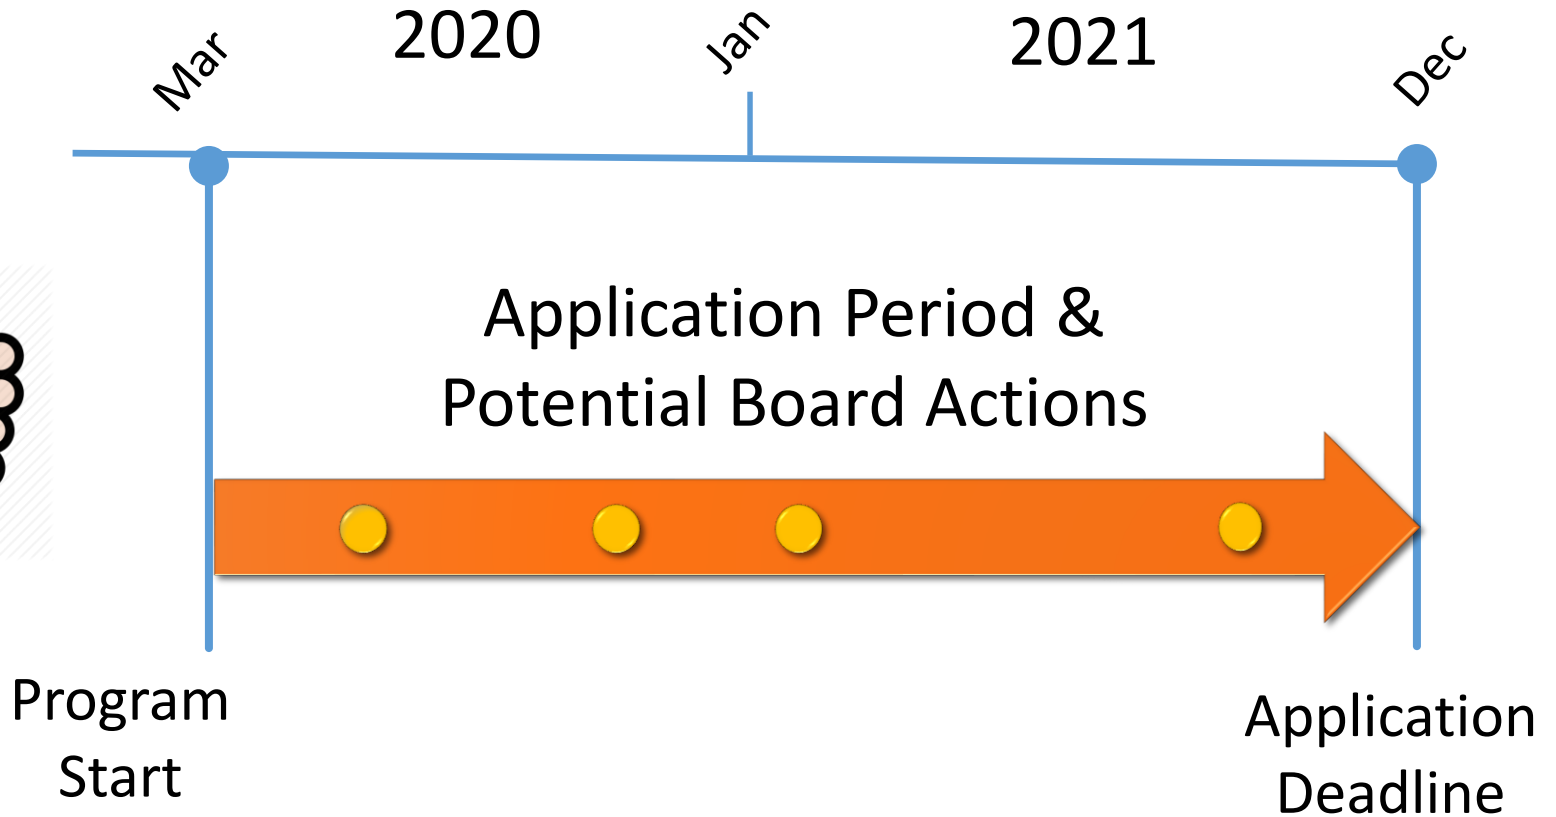 Mar
2020
Jan
2021
Dec
Application Period &
Potential Board Actions
Program
Start
Application
Deadline